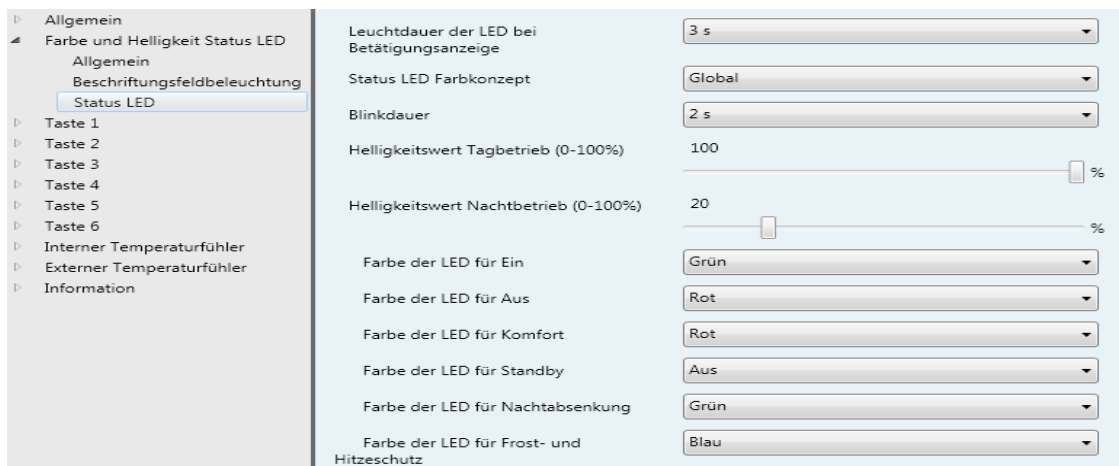 Allgemein
Farbe und Helligkeit Status LED
Allgemein
Beschriftungsfeldbeleuchtung
Status LED
Taste 1
Taste 2
Taste 3
Taste 4
Taste 5
Taste 6
Interner Temperaturfühler
Externer Temperaturfühler
Information
Leuchtdauer der LED bei
Betätigungsanzeige
3 s
Status LED Farbkonzept
Global
Blinkdauer
2 s
Helligkeitswert Tagbetrieb (0-100%)
100
%
Helligkeitswert Nachtbetrieb (0-100%)
20
%
Farbe der LED für Ein
Grün
Farbe der LED für Aus
Rot
Farbe der LED für Komfort
Rot
Farbe der LED für Standby
Aus
Farbe der LED für Nachtabsenkung
Grün
Farbe der LED für Frost- und
Hitzeschutz
Blau